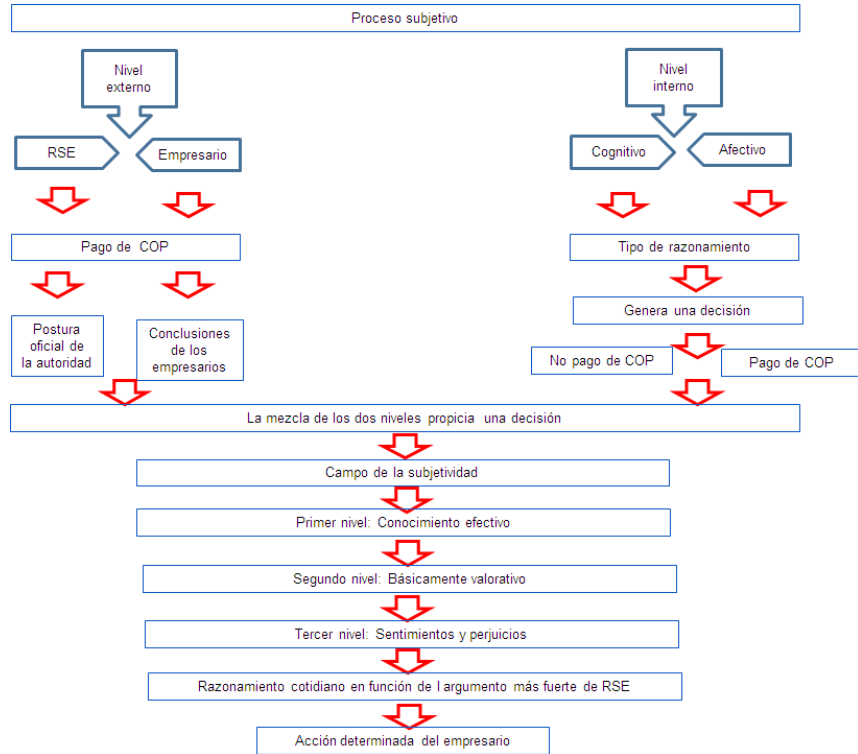 Proceso subjetivo
Nivel
externo
Nivel
interno
RSE
Empresario
Cognitivo
Afectivo
Pago de COP
Tipo de razonamiento
Genera una decisión
Postura
oficial de
la autoridad
Conclusiones
de los
empresarios
No pago de COP
Pago de COP
La mezcla de los dos niveles propicia una decisión
Campo de la subjetividad
Primer nivel: Conocimiento efectivo
Segundo nivel: Básicamente valorativo
Tercer nivel: Sentimientos y perjuicios
Razonamiento cotidiano en función de l argumento más fuerte de RSE
Acción determinada del empresario